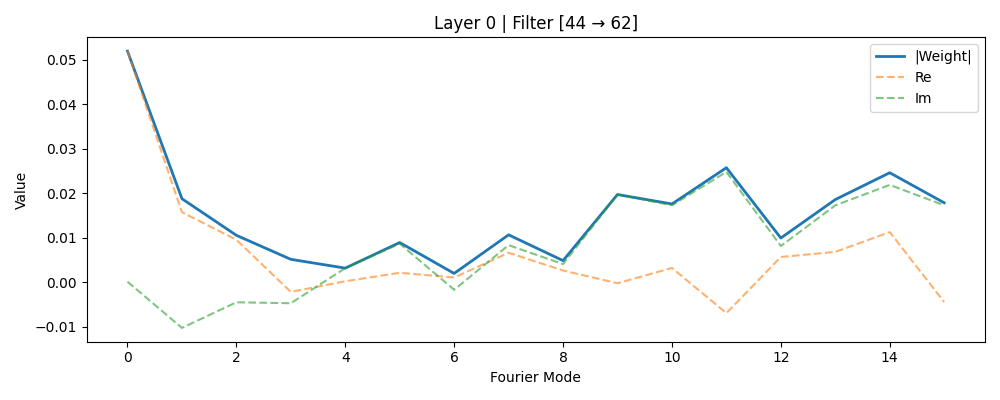 Layer 0 | Filter [44 → 62]
|Weight|
Re
Im
Value
0.05
0.04
0.03
0.02
0.01
0.00
−0.01
0 2 4 6 8 10 12 14
Fourier Mode